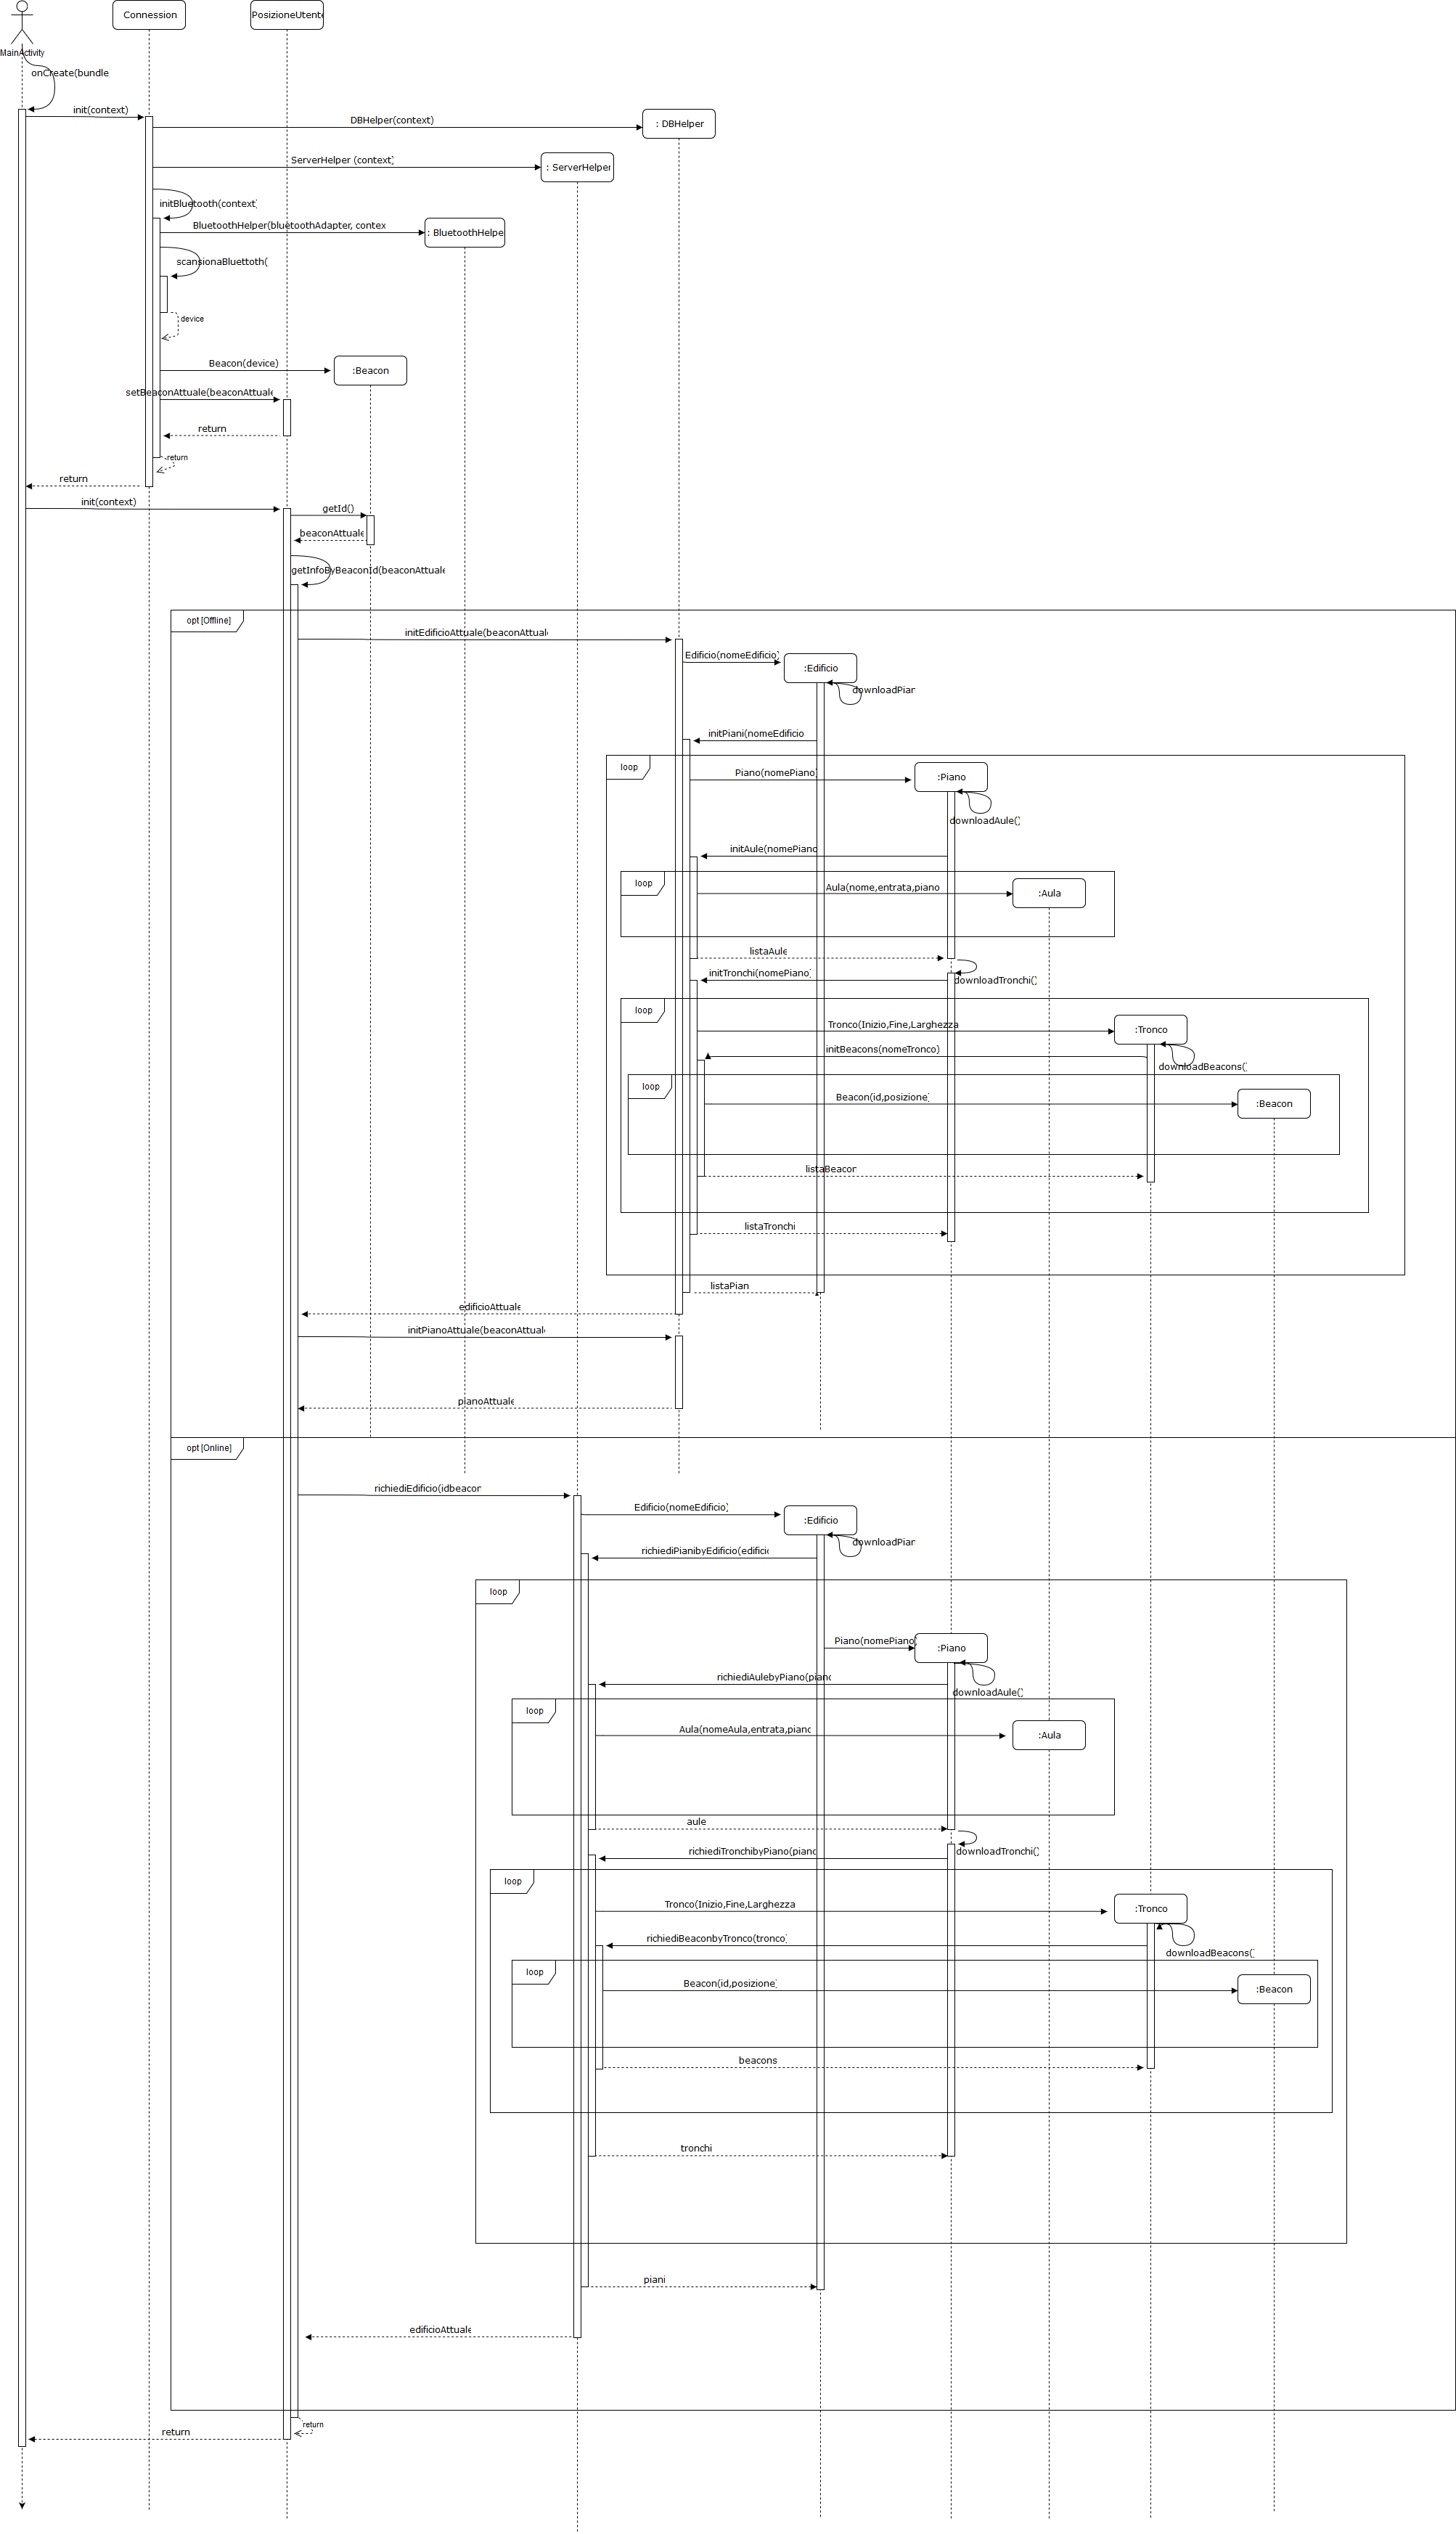 Connession
PosizioneUtente
MainActivity
onCreate(bundle
init(context)
DBHelper(context)
: DBHelper
ServerHelper (context)
: ServerHelper
initBluetooth(context)
BluetoothHelper(bluetoothAdapter, contex
: BluetoothHelpe
scansionaBluettoth(
device
Beacon(device)
:Beacon
setBeaconAttuale(beaconAttuale
return
return
return
init(context)
getId()
beaconAttuale
getInfoByBeaconId(beaconAttuale
opt [Offline]
initEdificioAttuale(beaconAttual
Edificio(nomeEdificio)
:Edificio
downloadPian
initPiani(nomeEdificio
loop
Piano(nomePiano)
:Piano
downloadAule()
initAule(nomePiano
loop
Aula(nome,entrata,piano
:Aula
listaAule
initTronchi(nomePiano)
downloadTronchi()
loop
Tronco(Inizio,Fine,Larghezza
:Tronco
initBeacons(nomeTronco)
downloadBeacons()
loop
Beacon(id,posizione)
:Beacon
listaBeacon
listaTronchi
listaPian
edificioAttuale
initPianoAttuale(beaconAttual
pianoAttuale
opt [Online]
richiediEdificio(idbeacon
Edificio(nomeEdificio)
:Edificio
downloadPian
richiediPianibyEdificio(edificio
loop
Piano(nomePiano)
:Piano
richiediAulebyPiano(piano
downloadAule()
loop
Aula(nomeAula,entrata,piano
:Aula
aule
richiediTronchibyPiano(piano
downloadTronchi()
loop
Tronco(Inizio,Fine,Larghezza
:Tronco
richiediBeaconbyTronco(tronco)
downloadBeacons()
loop
Beacon(id,posizione)
:Beacon
beacons
tronchi
piani
edificioAttuale
return
return